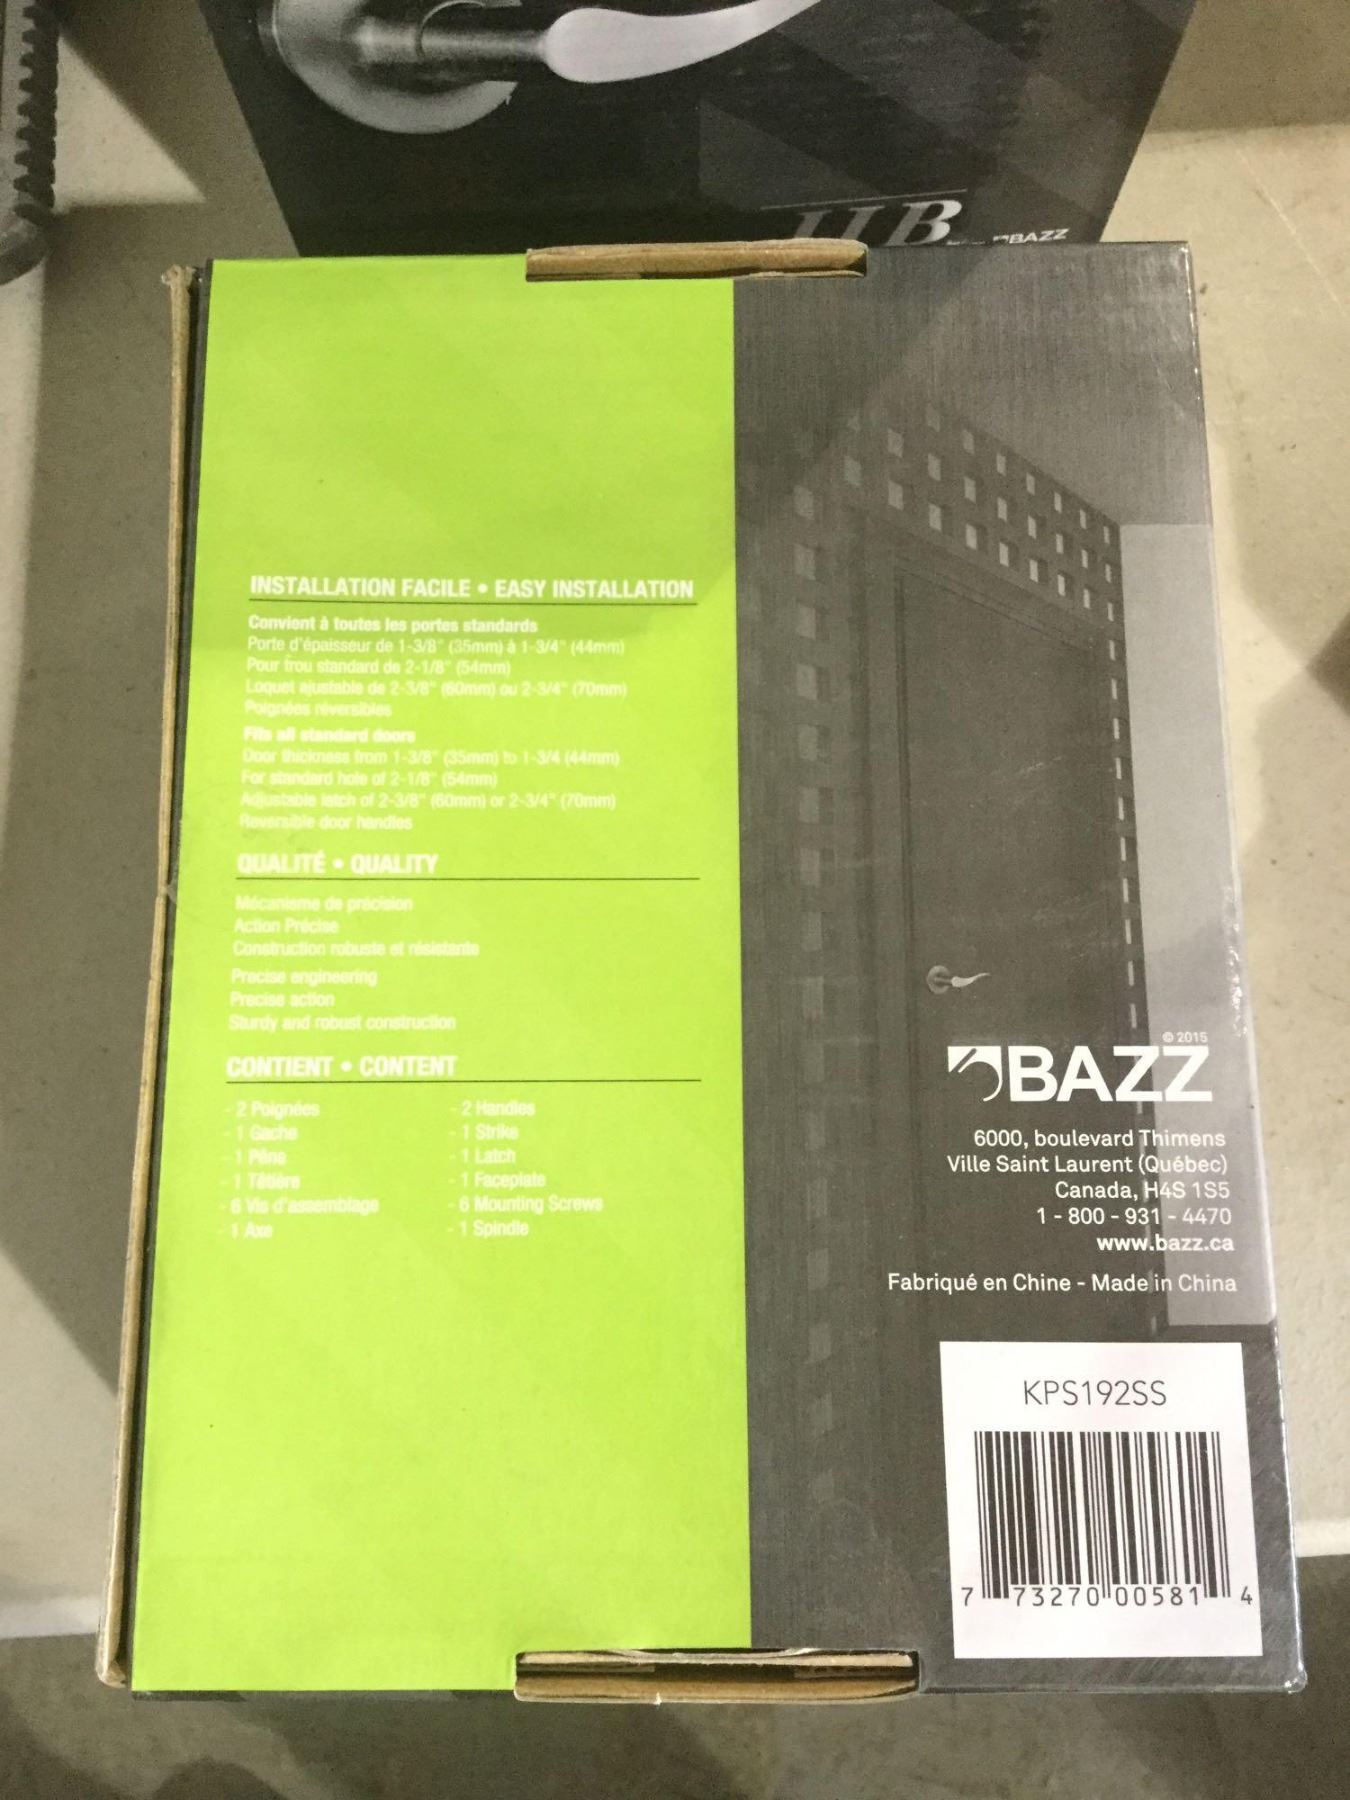 B
BAZZ
INSTALLATION FACILE • EASY INSTALLATION
Convient à toutes les portes standards
Porte d'épaisseur de 1-3/8" (35mm) à 1-3/4" (44mm)
Pour trou standard de 2-1/8" (54mm)
Loquet ajustable de 2-3/8" (60mm) ou 2-3/4" (70mm)
Poignées réversibles
Fits all standard doors
Door thickness from 1-3/8" (35mm) to 1-3/4 (44mm)
For standard hole of 2-1/8" (54mm)
Adjustable latch of 2-3/8" (60mm) or 2-3/4" (70mm)
Reversible door handles
QUALITÉ • QUALITY
Mécanisme de précision
Action Précise
Construction robuste et résistante
Precise engineering
Precise action
Sturdy and robust construction
CONTIENT • CONTENT
- 2 Poignées
- 1 Gache
- 1 Pêne
- 1 Têtière
- 6 Vis d'assemblage
- 1 Axe
- 2 Handles
- 1 Strike
- 1 Latch
- 1 Faceplate
- 6 Mounting Screws
- 1 Spindle
© 2015
BAZZ
6000, boulevard Thimens
Ville Saint Laurent (Québec)
Canada, H4S 1S5
1 - 800 - 931 - 4470
www.bazz.ca
Fabriqué en Chine - Made in China
KPS192SS
7 73270 00581 4